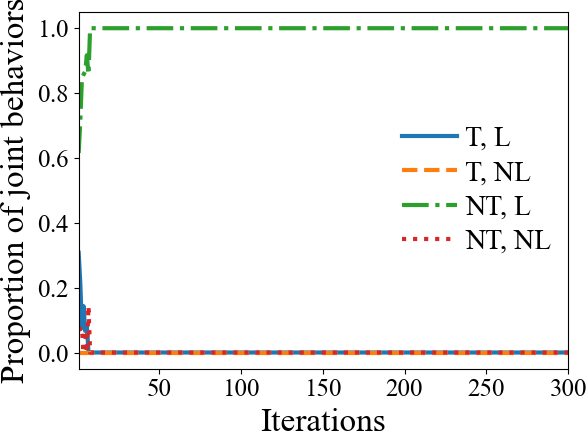 Proportion of joint behaviors
1.0
0.8
0.6
0.4
0.2
0.0
T, L
T, NL
NT, L
NT, NL
50 100 150 200 250 300
Iterations